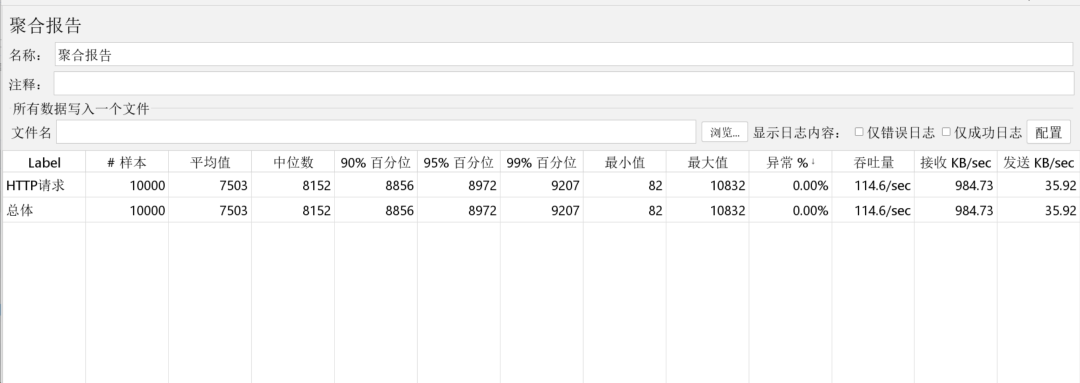 聚合报告
名称： 聚合报告
注释：
所有数据写入一个文件
文件名 浏览... 显示日志内容： 仅错误日志 仅成功日志 配置
Label # 样本 平均值 中位数 90% 百分位 95% 百分位 99% 百分位 最小值 最大值 异常 % ↓ 吞吐量 接收 KB/sec 发送 KB/sec
HTTP请求 10000 7503 8152 8856 8972 9207 82 10832 0.00% 114.6/sec 984.73 35.92
总体 10000 7503 8152 8856 8972 9207 82 10832 0.00% 114.6/sec 984.73 35.92